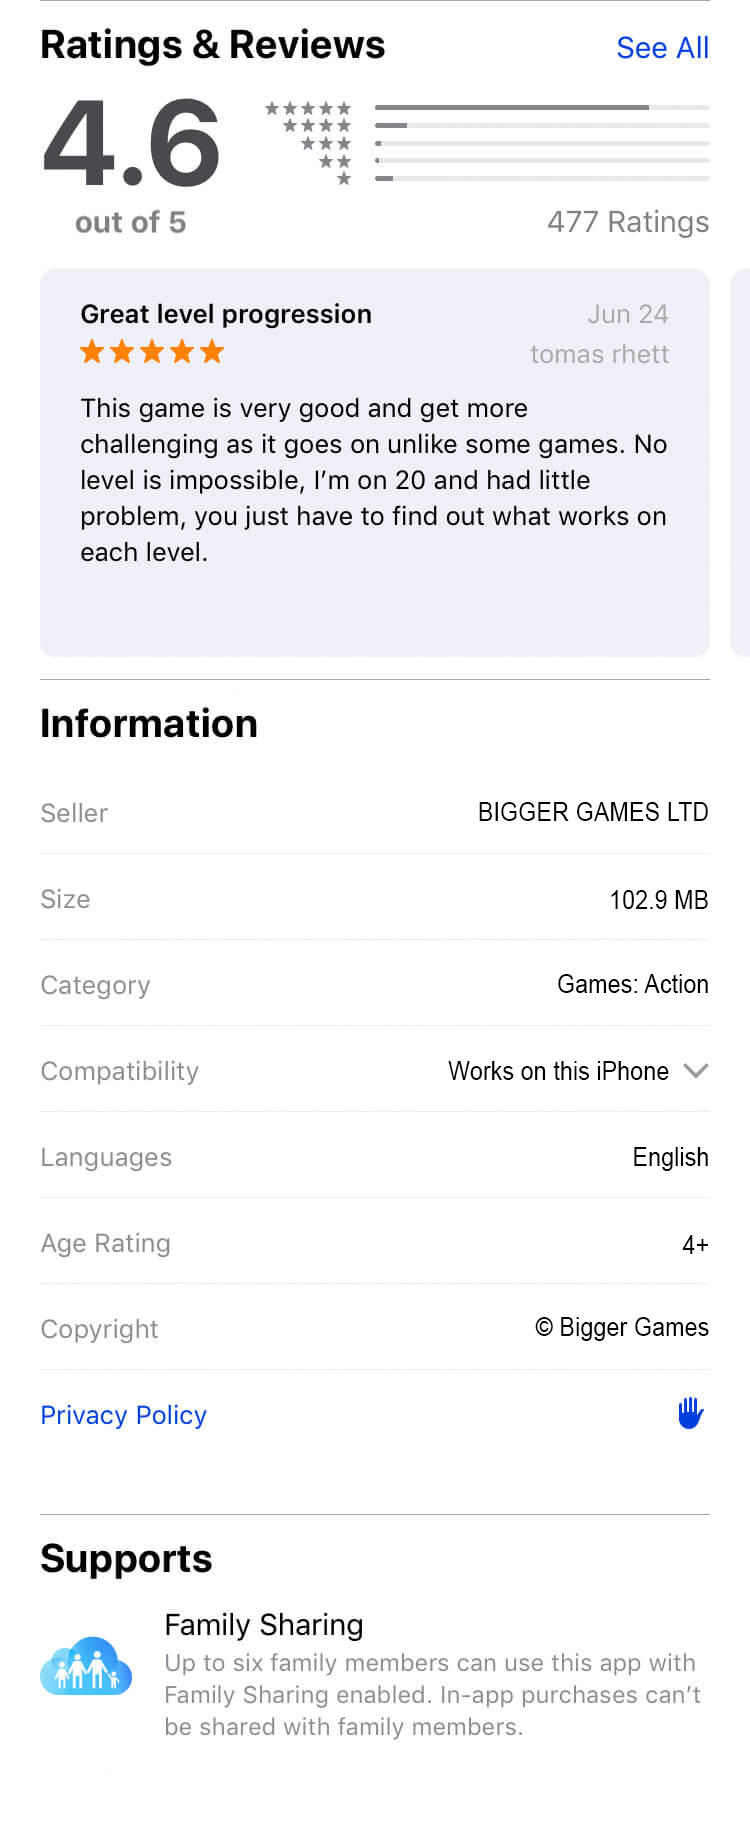 Ratings & Reviews
See All
4.6
out of 5
★★★★★
★★★★
★★★
★★
★
477 Ratings
Great level progression
Jun 24
★★★★★
tomas rhett
This game is very good and get more
challenging as it goes on unlike some games. No
level is impossible, I’m on 20 and had little
problem, you just have to find out what works on
each level.
Information
Seller
BIGGER GAMES LTD
Size
102.9 MB
Category
Games: Action
Compatibility
Works on this iPhone
Languages
English
Age Rating
4+
Copyright
© Bigger Games
Privacy Policy
Supports
Family Sharing
Up to six family members can use this app with
Family Sharing enabled. In-app purchases can’t
be shared with family members.